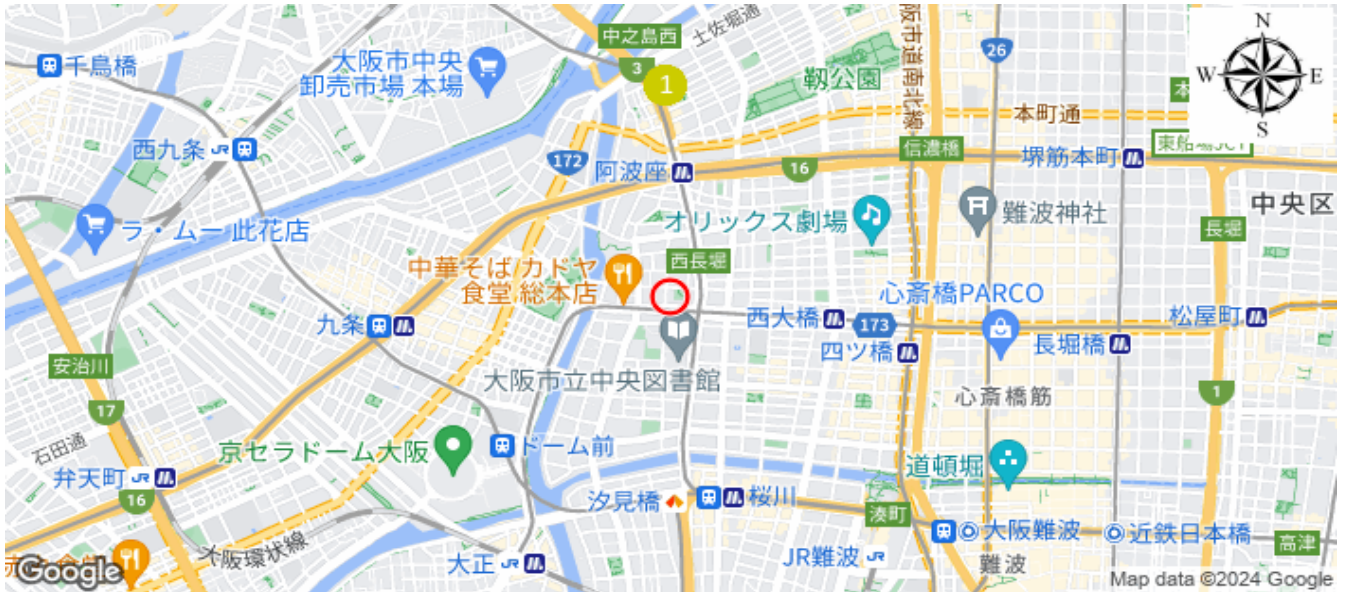 中之島西
土佐堀通
3
1
千鳥橋
大阪市中央
卸売市場 本場
靱公園
26
N
W
E
S
本町通
西九条 JR
172
阿波座
16
信濃橋
堺筋本町
中央区
ラ・ムー 此花店
オリックス劇場
難波神社
長堀
西長堀
中華そば カドヤ
食堂 総本店
心斎橋PARCO
九条
西大橋
173
松屋町
四ツ橋
長堀橋
安治川
大阪市立中央図書館
心斎橋筋
1
17
石田通
京セラドーム大阪
ドーム前
弁天町 JR
道頓堀
16
汐見橋
桜川
湊町
大阪難波
近鉄日本橋
高津
大阪環状線
大正 JR
JR難波 JR
難波
Google
Map data ©2024 Google